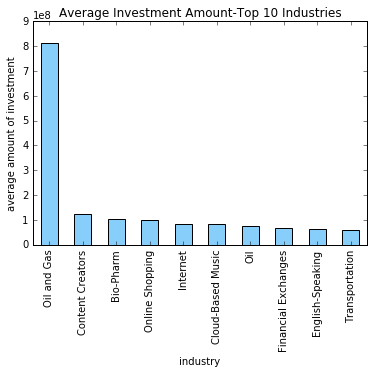 Average Investment Amount-Top 10 Industries
1e8
9
8
7
6
5
4
3
2
1
0
average amount of investment
Oil and Gas
Content Creators
Bio-Pharm
Online Shopping
Internet
Cloud-Based Music
Oil
Financial Exchanges
English-Speaking
Transportation
industry